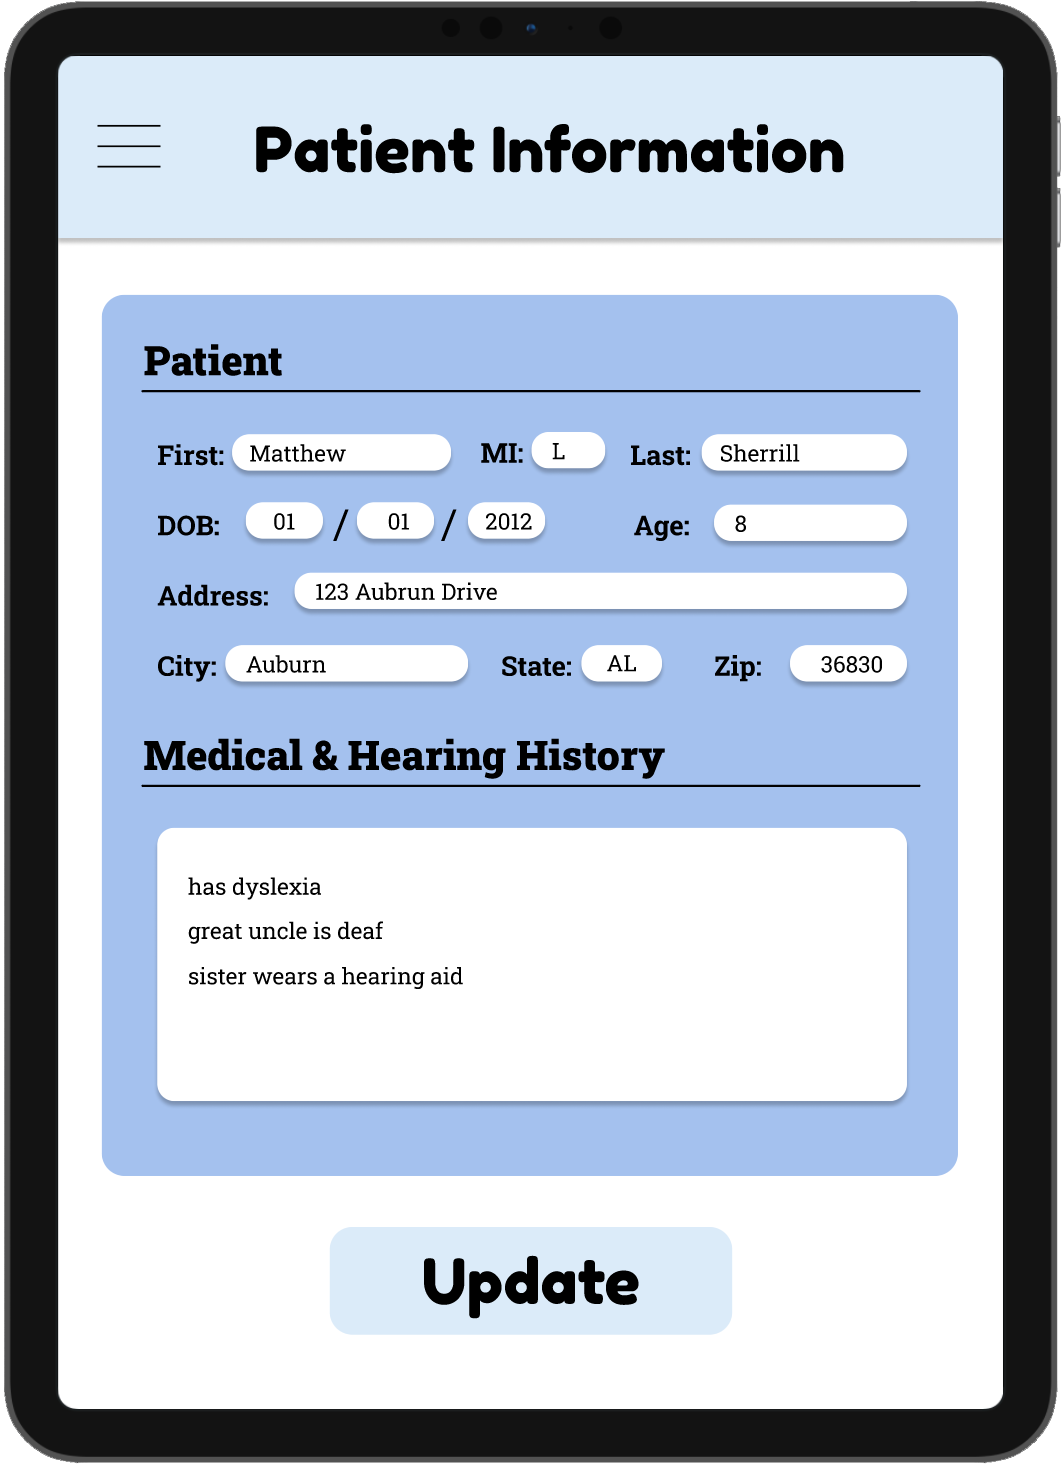 Patient Information
Patient
First: Matthew MI: L Last: Sherrill
DOB: 01 / 01 / 2012 Age: 8
Address: 123 Aubrun Drive
City: Auburn State: AL Zip: 36830
Medical & Hearing History
has dyslexia
great uncle is deaf
sister wears a hearing aid
Update